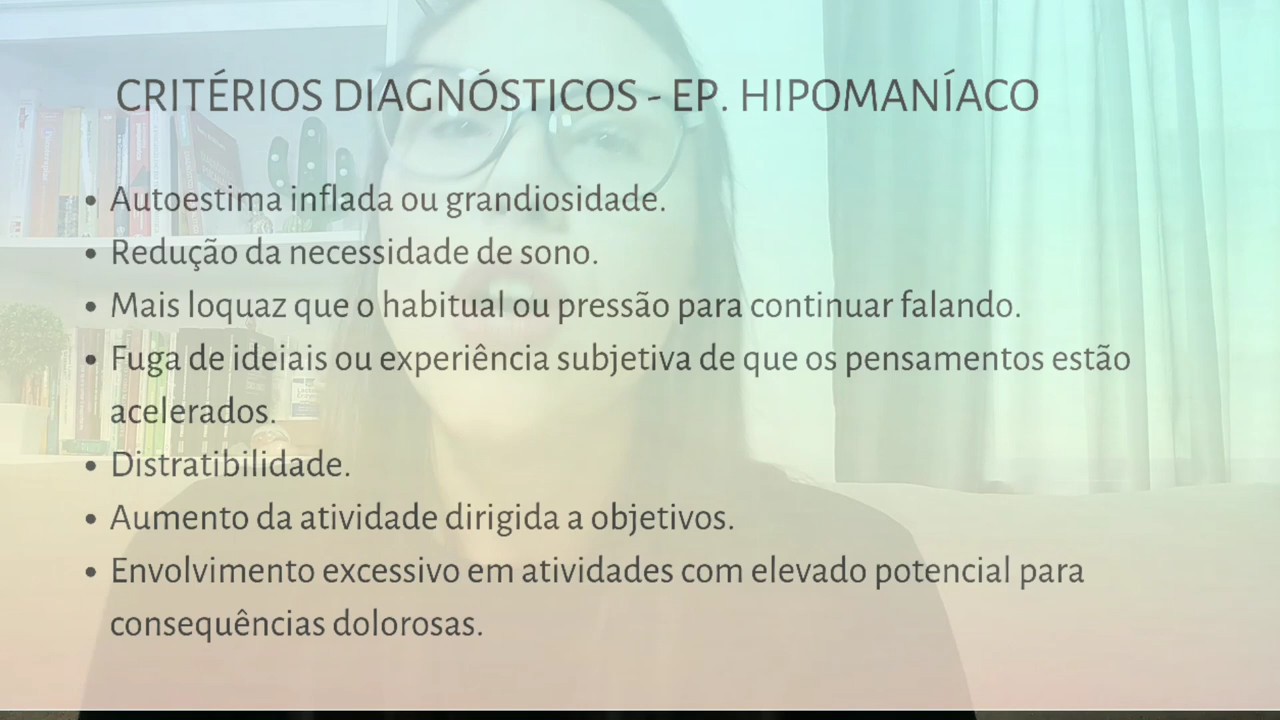 CRITÉRIOS DIAGNÓSTICOS - EP. HIPOMANÍACO
• Autoestima inflada ou grandiosidade.
• Redução da necessidade de sono.
• Mais loquaz que o habitual ou pressão para continuar falando.
• Fuga de ideiais ou experiência subjetiva de que os pensamentos estão
acelerados.
• Distratibilidade.
• Aumento da atividade dirigida a objetivos.
• Envolvimento excessivo em atividades com elevado potencial para
consequências dolorosas.